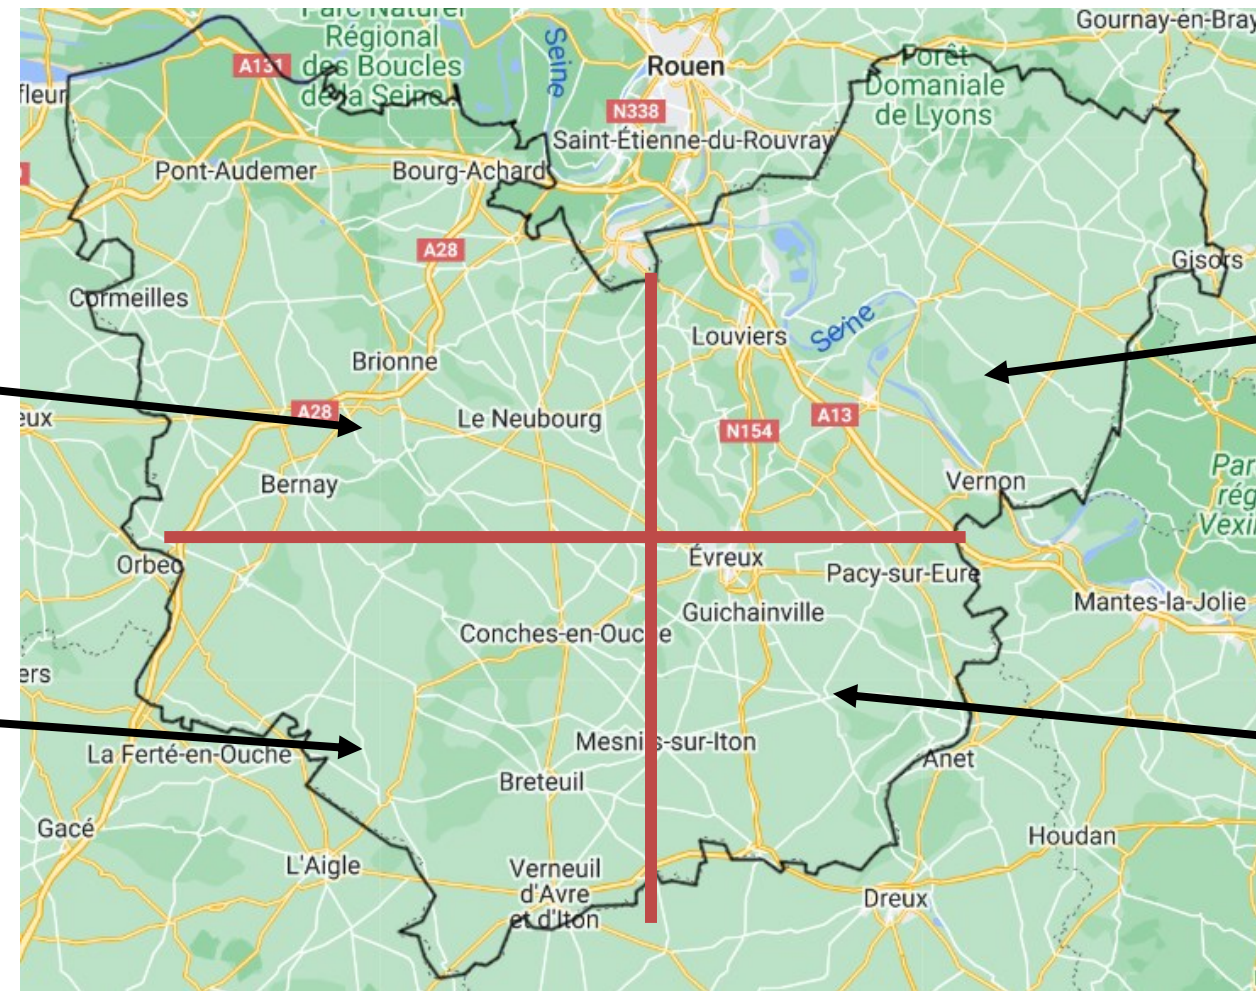 Parc Naturel
Régional
des Boucles
de la Seine
Gournay-en-Bray
Seine
Rouen
A131
Forêt
Domaniale
de Lyons
fleur
N338
Saint-Étienne-du-Rouvray
Pont-Audemer
Bourg-Achard
A28
Gisors
Cormeilles
Louviers
Seine
Brionne
A28
Le Neubourg
N154
A13
eux
Bernay
Vernon
Par
rég
Vexi
Orbec
Évreux
Pacy-sur-Eure
Guichainville
Mantes-la-Jolie
Conches-en-Ouche
ers
La Ferté-en-Ouche
Mesnils-sur-Iton
Anet
Breteuil
Gacé
Houdan
L'Aigle
Verneuil
d'Avre
et d'Iton
Dreux